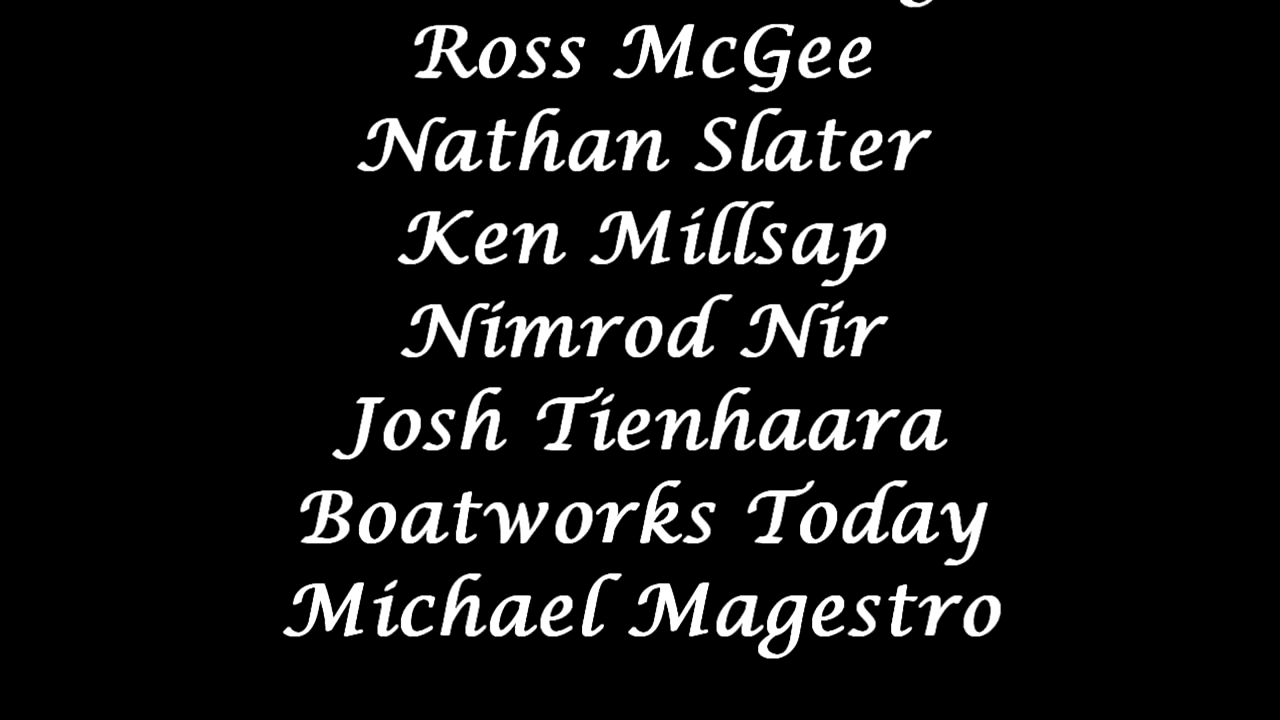 Ross McGee
Nathan Slater
Ken Millsap
Nimrod Nir
Josh Tienhaara
Boatworks Today
Michael Magestro